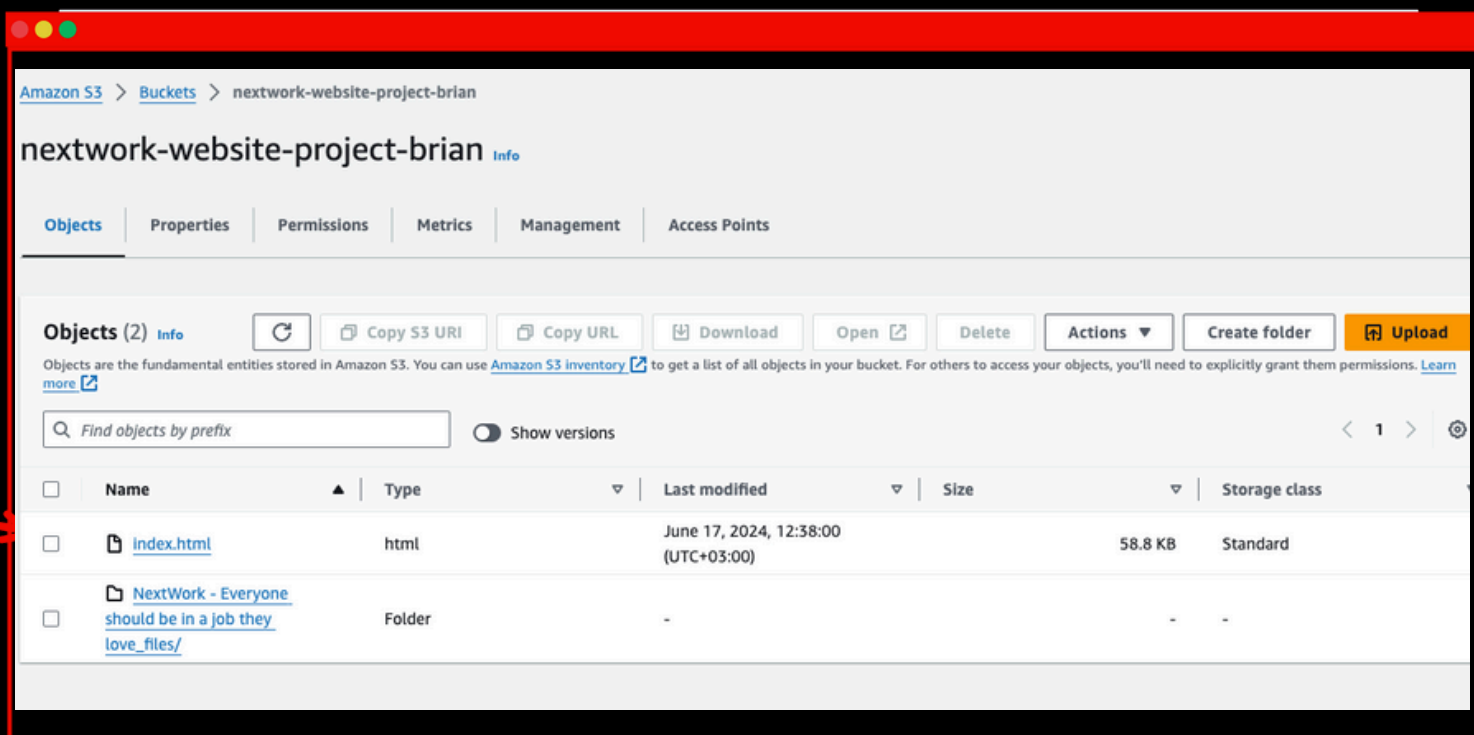 Amazon S3 > Buckets > nextwork-website-project-brian
nextwork-website-project-brian Info
Objects Properties Permissions Metrics Management Access Points
Objects (2) Info Copy S3 URI Copy URL Download Open Delete Actions Create folder Upload
Objects are the fundamental entities stored in Amazon S3. You can use Amazon S3 inventory to get a list of all objects in your bucket. For others to access your objects, you'll need to explicitly grant them permissions. Learn
more
Find objects by prefix Show versions 1
Name Type Last modified Size Storage class
index.html html June 17, 2024, 12:38:00 58.8 KB Standard
(UTC+03:00)
NextWork - Everyone
should be in a job they Folder - - -
love_files/